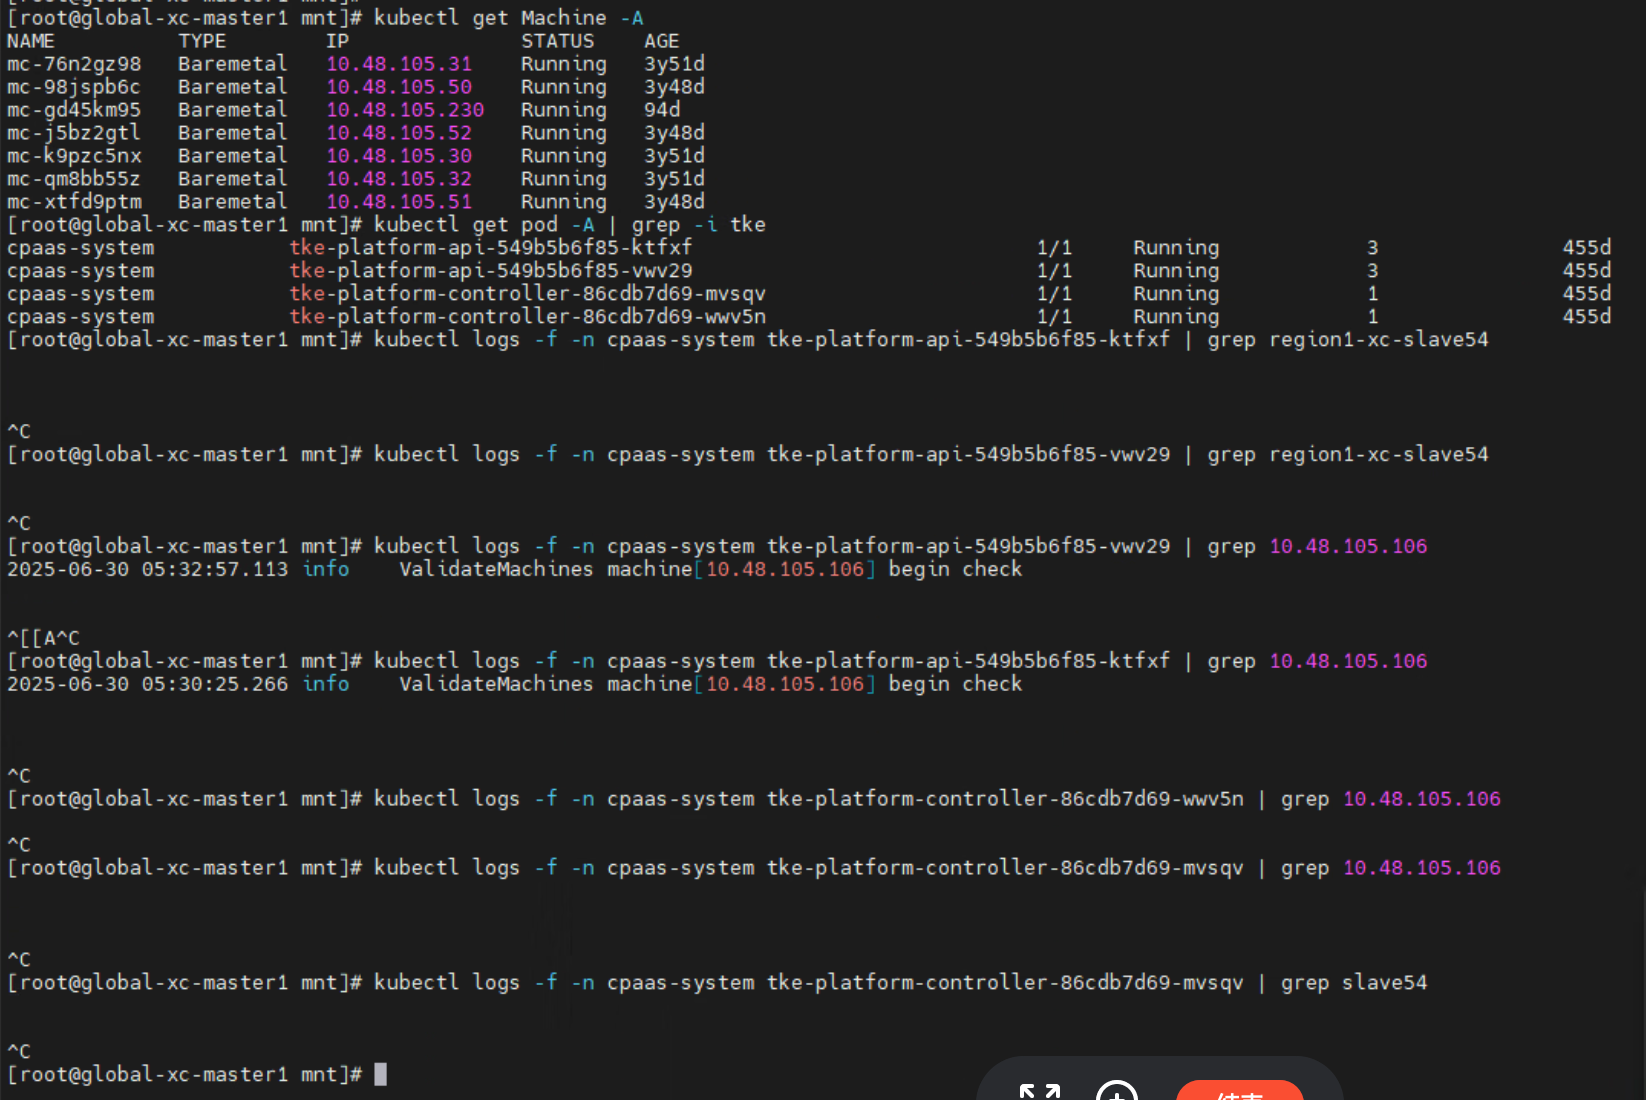 [root@global-xc-master1 mnt]# kubectl get Machine -A
NAME TYPE IP STATUS AGE
mc-76n2gz98 Baremetal 10.48.105.31 Running 3y51d
mc-98jspb6c Baremetal 10.48.105.50 Running 3y48d
mc-gd45km95 Baremetal 10.48.105.230 Running 94d
mc-j5bz2gtl Baremetal 10.48.105.52 Running 3y48d
mc-k9pzc5nx Baremetal 10.48.105.30 Running 3y51d
mc-qm8bb55z Baremetal 10.48.105.32 Running 3y51d
mc-xtfd9ptm Baremetal 10.48.105.51 Running 3y48d
[root@global-xc-master1 mnt]# kubectl get pod -A | grep -i tke
cpaas-system tke-platform-api-549b5b6f85-ktfxf 1/1 Running 3 455d
cpaas-system tke-platform-api-549b5b6f85-vwv29 1/1 Running 3 455d
cpaas-system tke-platform-controller-86cdb7d69-mvsqv 1/1 Running 1 455d
cpaas-system tke-platform-controller-86cdb7d69-wwv5n 1/1 Running 1 455d
[root@global-xc-master1 mnt]# kubectl logs -f -n cpaas-system tke-platform-api-549b5b6f85-ktfxf | grep region1-xc-slave54
^C
[root@global-xc-master1 mnt]# kubectl logs -f -n cpaas-system tke-platform-api-549b5b6f85-vwv29 | grep region1-xc-slave54
^C
[root@global-xc-master1 mnt]# kubectl logs -f -n cpaas-system tke-platform-api-549b5b6f85-vwv29 | grep 10.48.105.106
2025-06-30 05:32:57.113 info ValidateMachines machine[10.48.105.106] begin check
^[[A^C
[root@global-xc-master1 mnt]# kubectl logs -f -n cpaas-system tke-platform-api-549b5b6f85-ktfxf | grep 10.48.105.106
2025-06-30 05:30:25.266 info ValidateMachines machine[10.48.105.106] begin check
^C
[root@global-xc-master1 mnt]# kubectl logs -f -n cpaas-system tke-platform-controller-86cdb7d69-wwv5n | grep 10.48.105.106
^C
[root@global-xc-master1 mnt]# kubectl logs -f -n cpaas-system tke-platform-controller-86cdb7d69-mvsqv | grep 10.48.105.106
^C
[root@global-xc-master1 mnt]# kubectl logs -f -n cpaas-system tke-platform-controller-86cdb7d69-mvsqv | grep slave54
^C
[root@global-xc-master1 mnt]#